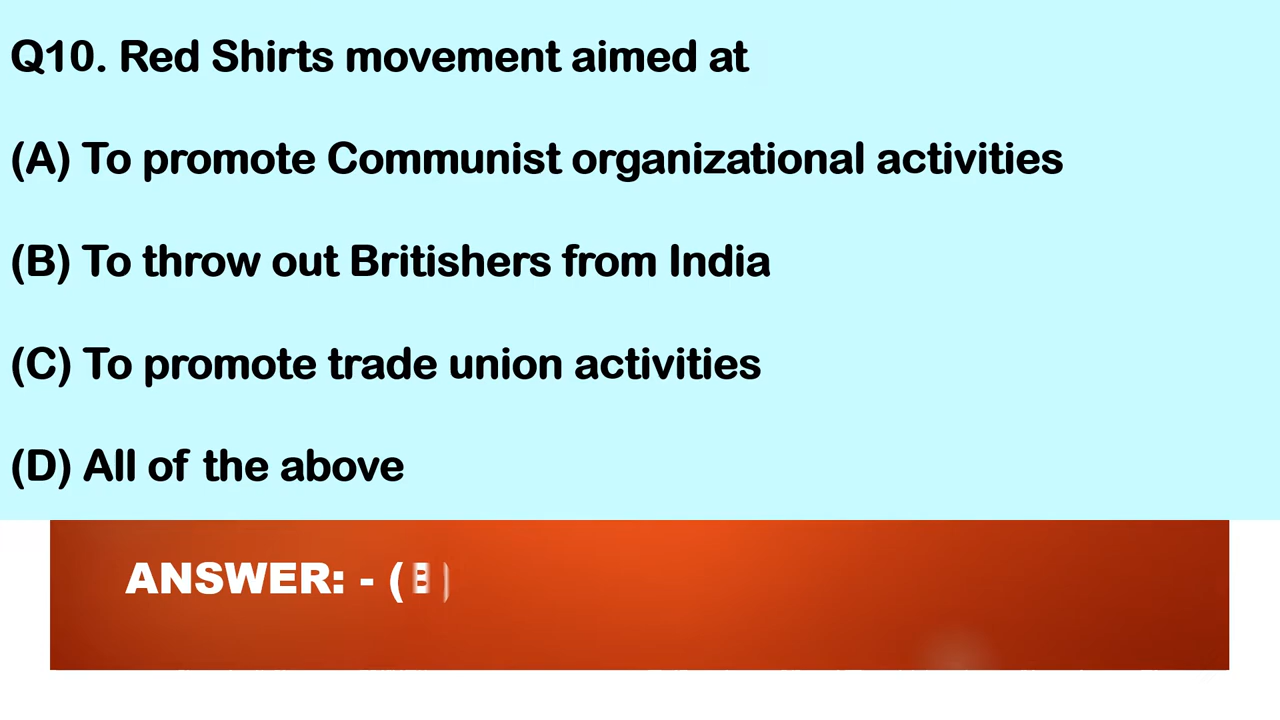 Q10. Red Shirts movement aimed at
(A) To promote Communist organizational activities
(B) To throw out Britishers from India
(C) To promote trade union activities
(D) All of the above
ANSWER: - (B)